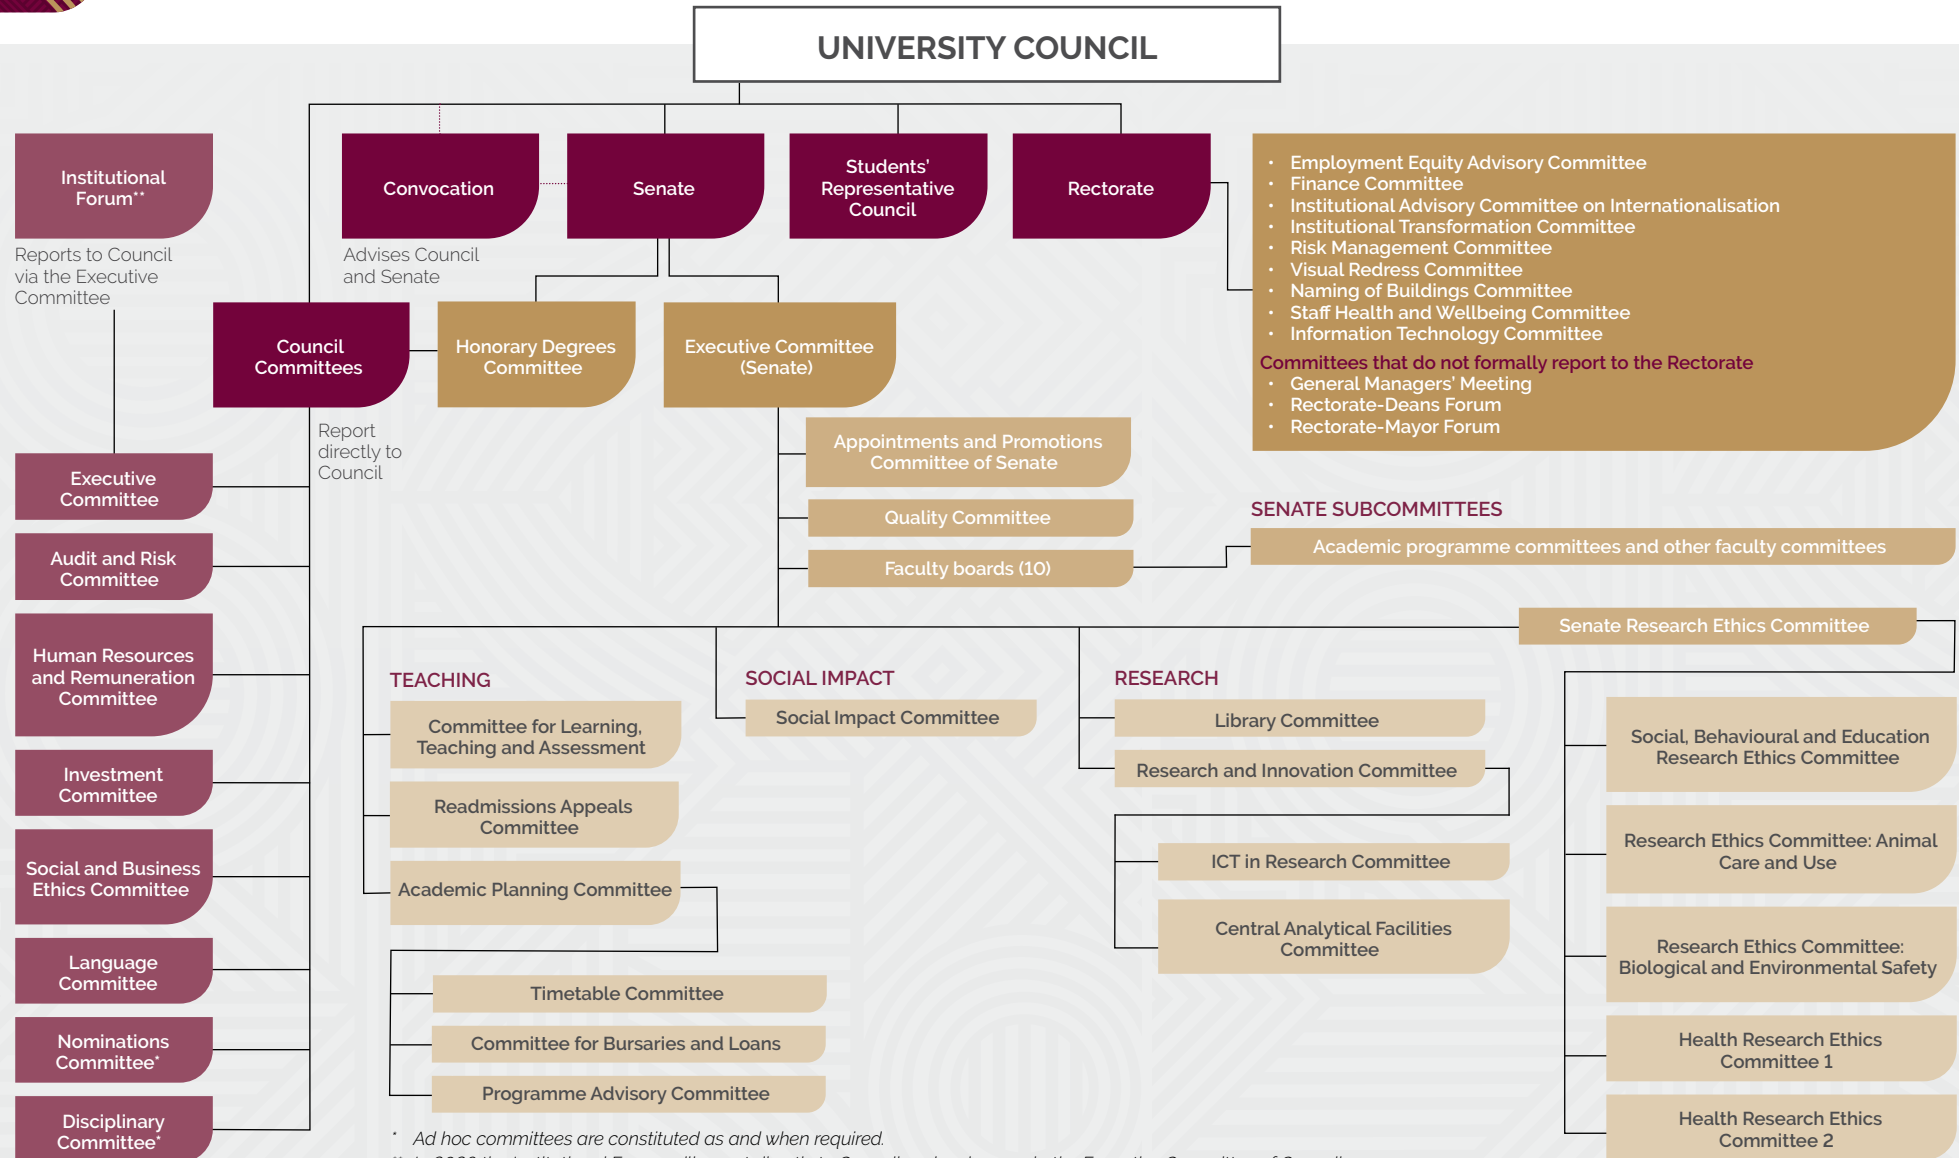 UNIVERSITY COUNCIL
Institutional
Forum**
Reports to Council
via the Executive
Committee
Convocation
Advises Council
and Senate
Senate
Students'
Representative
Council
Rectorate
• Employment Equity Advisory Committee
• Finance Committee
• Institutional Advisory Committee on Internationalisation
• Institutional Transformation Committee
• Risk Management Committee
• Visual Redress Committee
• Naming of Buildings Committee
• Staff Health and Wellbeing Committee
• Information Technology Committee
Committees that do not formally report to the Rectorate
• General Managers' Meeting
• Rectorate-Deans Forum
• Rectorate-Mayor Forum
Council
Committees
Report
directly to
Council
Honorary Degrees
Committee
Executive Committee
(Senate)
Appointments and Promotions
Committee of Senate
Quality Committee
Faculty boards (10)
SENATE SUBCOMMITTEES
Academic programme committees and other faculty committees
Executive
Committee
Audit and Risk
Committee
Human Resources
and Remuneration
Committee
Investment
Committee
Social and Business
Ethics Committee
Language
Committee
Nominations
Committee*
Disciplinary
Committee*
TEACHING
Committee for Learning,
Teaching and Assessment
Readmissions Appeals
Committee
Academic Planning Committee
Timetable Committee
Committee for Bursaries and Loans
Programme Advisory Committee
SOCIAL IMPACT
Social Impact Committee
RESEARCH
Library Committee
Research and Innovation Committee
ICT in Research Committee
Central Analytical Facilities
Committee
Senate Research Ethics Committee
Social, Behavioural and Education
Research Ethics Committee
Research Ethics Committee: Animal
Care and Use
Research Ethics Committee:
Biological and Environmental Safety
Health Research Ethics
Committee 1
Health Research Ethics
Committee 2
* Ad hoc committees are constituted as and when required.